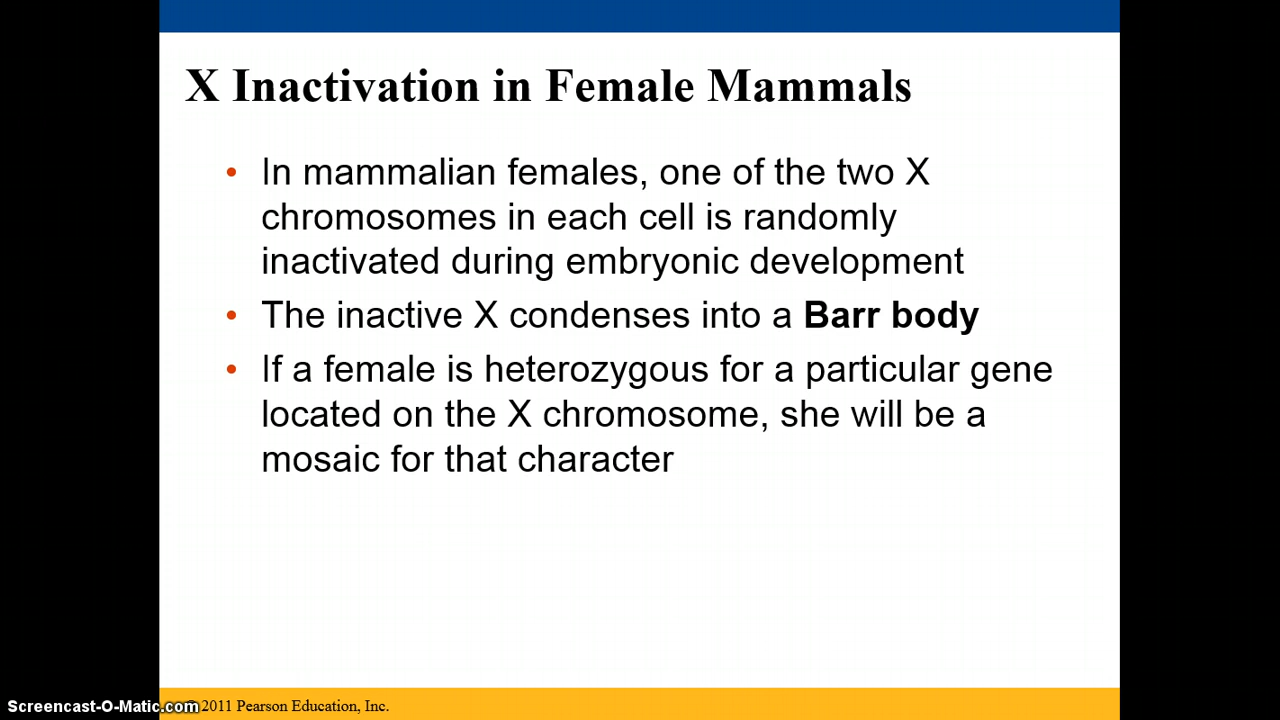 X Inactivation in Female Mammals
• In mammalian females, one of the two X
chromosomes in each cell is randomly
inactivated during embryonic development
• The inactive X condenses into a Barr body
• If a female is heterozygous for a particular gene
located on the X chromosome, she will be a
mosaic for that character
Screencast-O-Matic.com © 2011 Pearson Education, Inc.